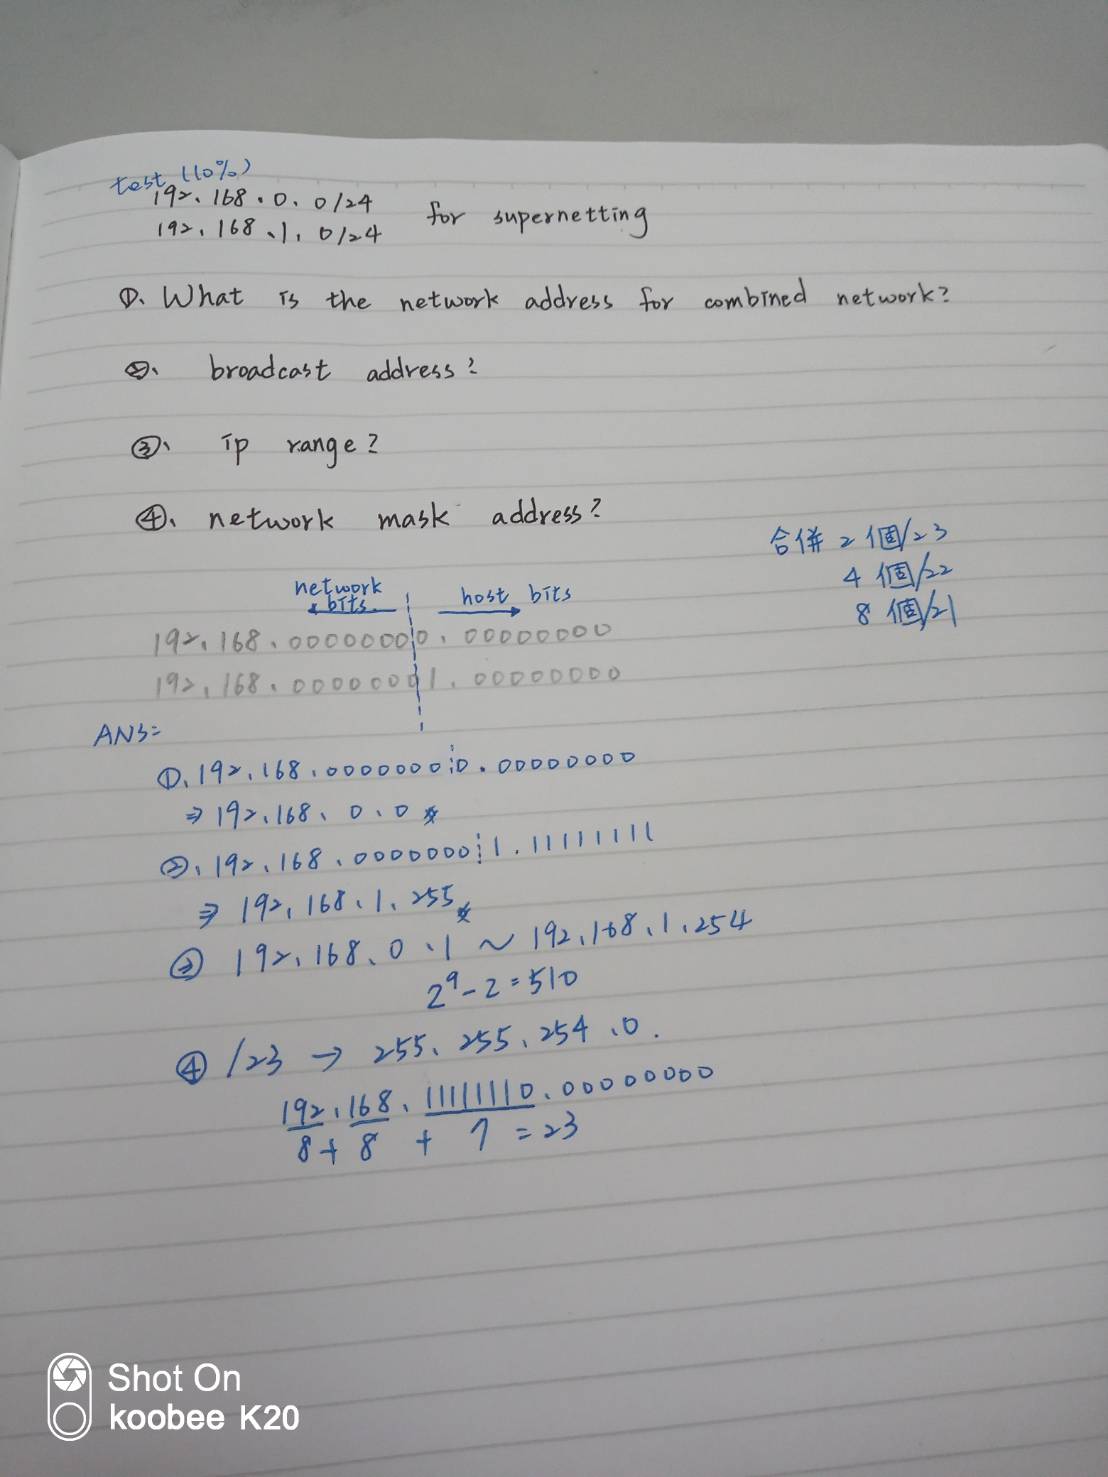 test (10%)
192.168.0.0/24
192.168.1.0/24 for supernetting
①. What is the network address for combined network?
②. broadcast address?
③. ip range?
④. network mask address?
合併 2 個/23
4 個/22
8 個/21
network bits host bits
192.168.00000000.00000000
192.168.00000001.00000000
ANS:
①.192.168.0000000¦0.00000000
⇒ 192.168.0.0
②.192.168.0000000¦1.11111111
⇒ 192.168.1.255
③ 192.168.0.1 ~ 192.168.1.254
2⁹-2=510
④ /23 → 255.255.254.0.
192.168.11111110.00000000
8+8+7=23
Shot On
koobee K20